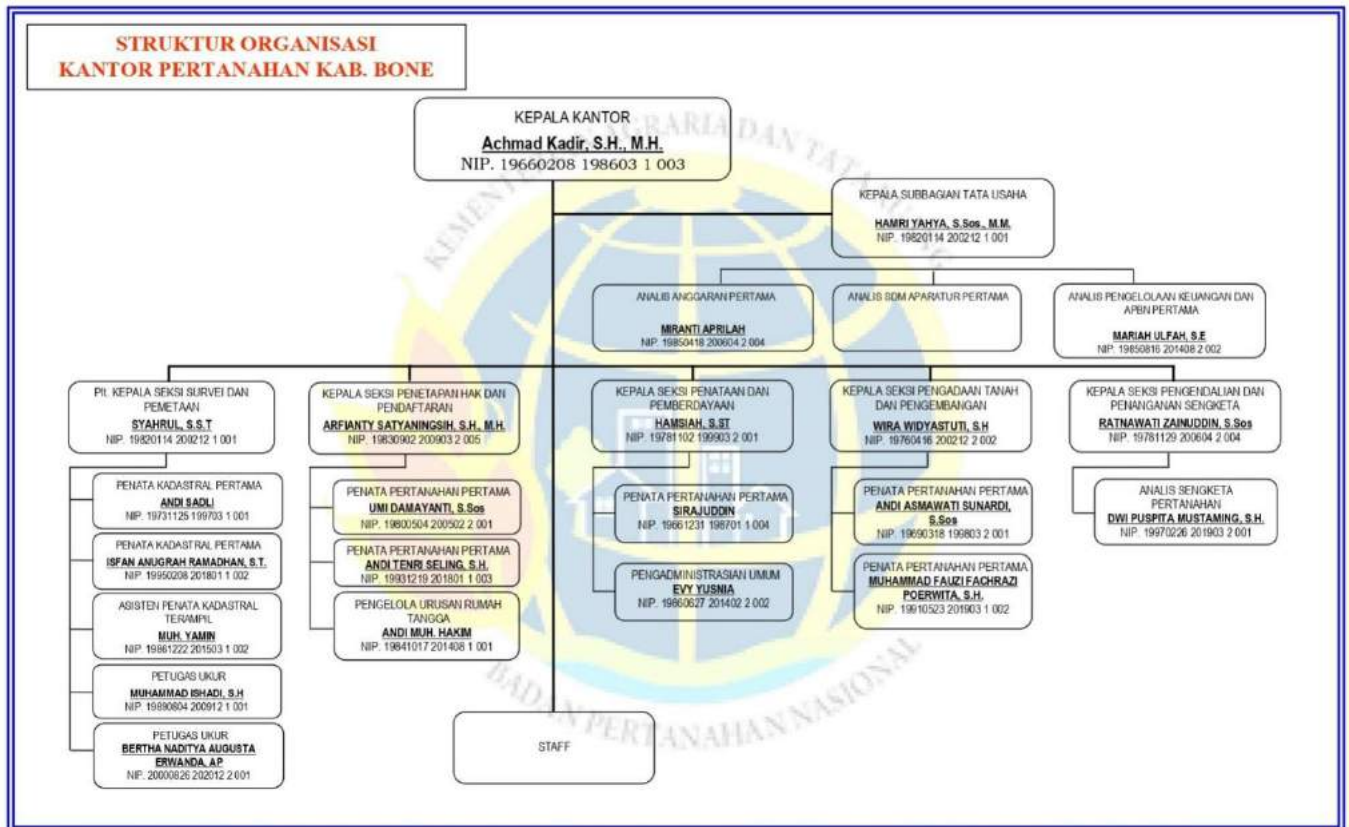 STRUKTUR ORGANISASI
KANTOR PERTANAHAN KAB. BONE
KEPALA KANTOR
Achmad Kadir, S.H., M.H.
NIP. 19660208 198603 1 003
KEPALA SUBBAGIAN TATA USAHA
HAMRI YAHYA, S.Sos., M.M.
NIP. 19820114 200212 1 001
ANALIS ANGGARAN PERTAMA
MIRANTI APRILAH
NIP. 19850418 200604 2 004
ANALIS SDM APARATUR PERTAMA
ANALIS PENGELOLAAN KEUANGAN DAN
APBN PERTAMA
MARIAH ULFAH, S.E
NIP. 19850816 201408 2 002
Plt. KEPALA SEKSI SURVEI DAN
PEMETAAN
SYAHRUL, S.S.T
NIP. 19820114 200212 1 001
PENATA KADASTRAL PERTAMA
ANDI SADLI
NIP. 19731125 199703 1 001
PENATA KADASTRAL PERTAMA
ISFAN ANUGRAH RAMADHAN, S.T.
NIP. 19950208 201801 1 002
ASISTEN PENATA KADASTRAL
TERAMPIL
MUH. YAMIN
NIP. 19861222 201503 1 002
PETUGAS UKUR
MUHAMMAD ISHADI, S.H
NIP. 19890804 200912 1 001
PETUGAS UKUR
BERTHA NADITYA AUGUSTA
ERWANDA, AP
NIP. 20000826 202012 2 001
KEPALA SEKSI PENETAPAN HAK DAN
PENDAFTARAN
ARFIANTY SATYANINGSIH, S.H., M.H.
NIP. 19830902 200903 2 005
PENATA PERTANAHAN PERTAMA
UMI DAMAYANTI, S.Sos
NIP. 19800504 200502 2 001
PENATA PERTANAHAN PERTAMA
ANDI TENRI SELING, S.H.
NIP. 19931219 201801 1 003
PENGELOLA URUSAN RUMAH
TANGGA
ANDI MUH. HAKIM
NIP. 19841017 201408 1 001
KEPALA SEKSI PENATAAN DAN
PEMBERDAYAAN
HAMSIAH, S.ST
NIP. 19781102 199903 2 001
PENATA PERTANAHAN PERTAMA
SIRAJUDDIN
NIP. 19661231 198701 1 004
PENGADMINISTRASIAN UMUM
EVY YUSNIA
NIP. 19860627 201402 2 002
KEPALA SEKSI PENGADAAN TANAH
DAN PENGEMBANGAN
WIRA WIDYASTUTI, S.H
NIP. 19760416 200212 2 002
PENATA PERTANAHAN PERTAMA
ANDI ASMAWATI SUNARDI,
S.Sos
NIP. 19690318 199803 2 001
PENATA PERTANAHAN PERTAMA
MUHAMMAD FAUZI FACHRAZI
POERWITA, S.H.
NIP. 19910523 201903 1 002
KEPALA SEKSI PENGENDALIAN DAN
PENANGANAN SENGKETA
RATNAWATI ZAINUDDIN, S.Sos
NIP. 19781129 200604 2 004
ANALIS SENGKETA
PERTANAHAN
DWI PUSPITA MUSTAMING, S.H.
NIP. 19970226 201903 2 001
STAFF
BADAN PERTANAHAN NASIONAL